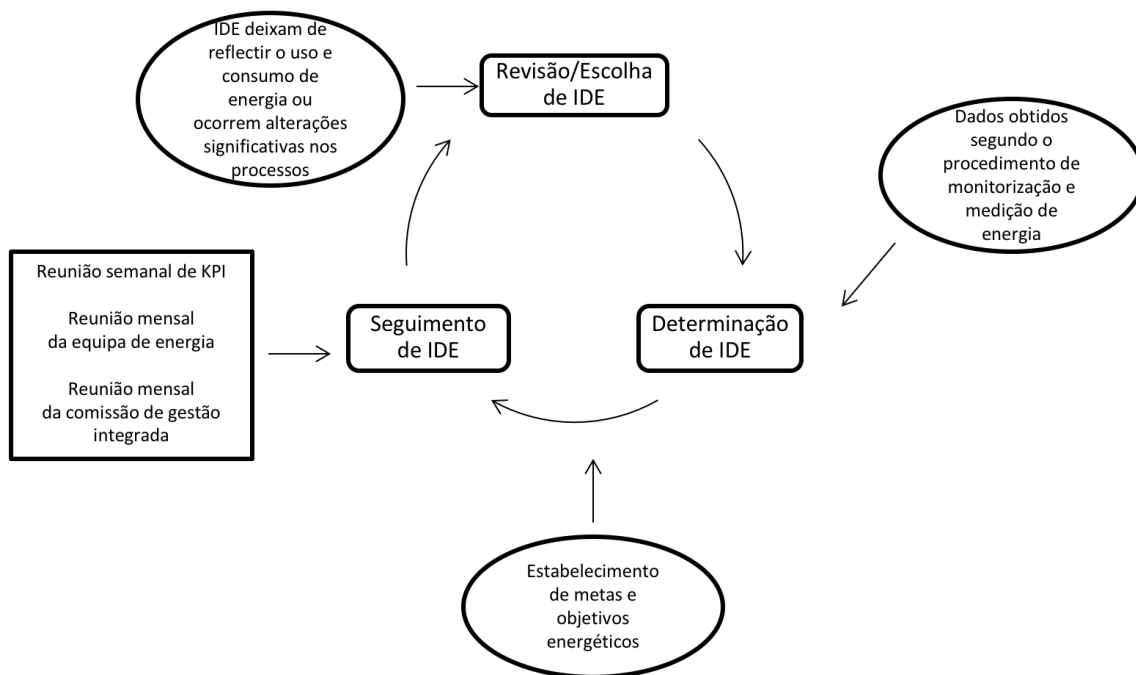 IDE deixam de
reflectir o uso e
consumo de
energia ou
ocorrem alterações
significativas nos
processos
Revisão/Escolha
de IDE
Dados obtidos
segundo o
procedimento de
monitorização e
medição de
energia
Reunião semanal de KPI
Reunião mensal
da equipa de energia
Reunião mensal
da comissão de gestão
integrada
Seguimento
de IDE
Determinação
de IDE
Estabelecimento
de metas e
objetivos
energéticos